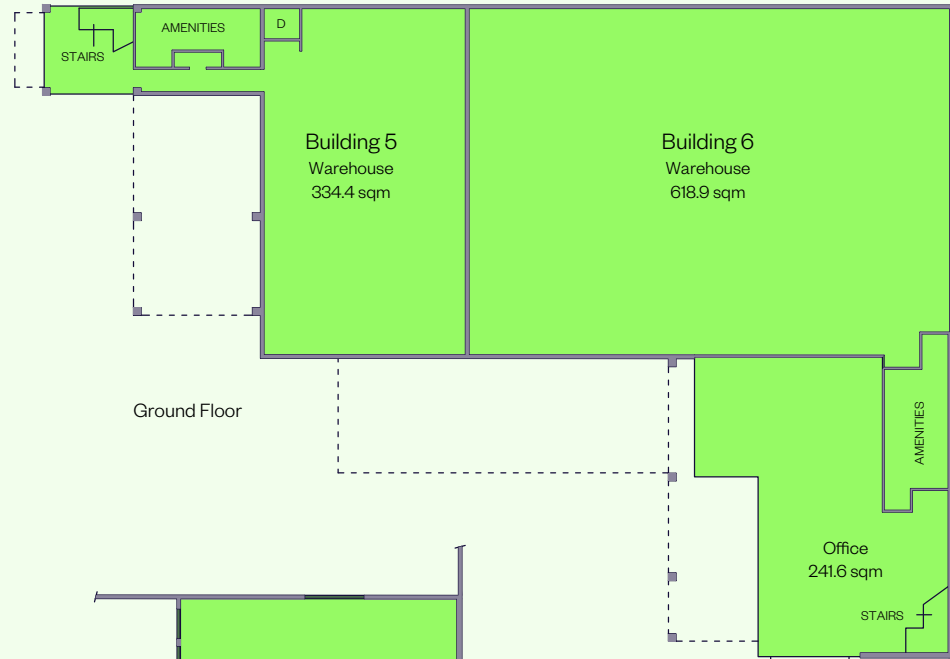 AMENITIES
D
STAIRS
Building 5
Warehouse
334.4 sqm
Building 6
Warehouse
618.9 sqm
Ground Floor
AMENITIES
Office
241.6 sqm
STAIRS